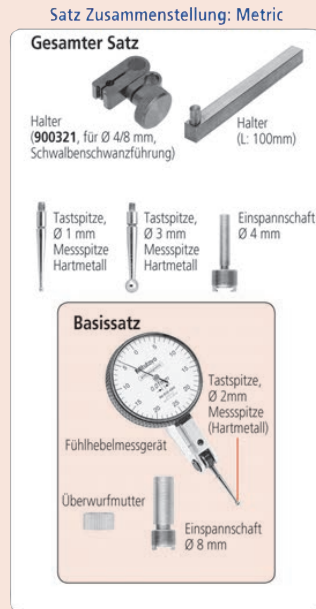 Satz Zusammenstellung: Metric
Gesamter Satz
Halter
(900321, für Ø 4/8 mm,
Schwalbenschwanzführung)
Halter
(L: 100mm)
Tastspitze,
Ø 1 mm
Messspitze
Hartmetall
Tastspitze,
Ø 3 mm
Messspitze
Hartmetall
Einspannschaft
Ø 4 mm
Basissatz
Tastspitze,
Ø 2mm
Messspitze
(Hartmetall)
Fühlhebelmessgerät
Überwurfmutter
Einspannschaft
Ø 8 mm